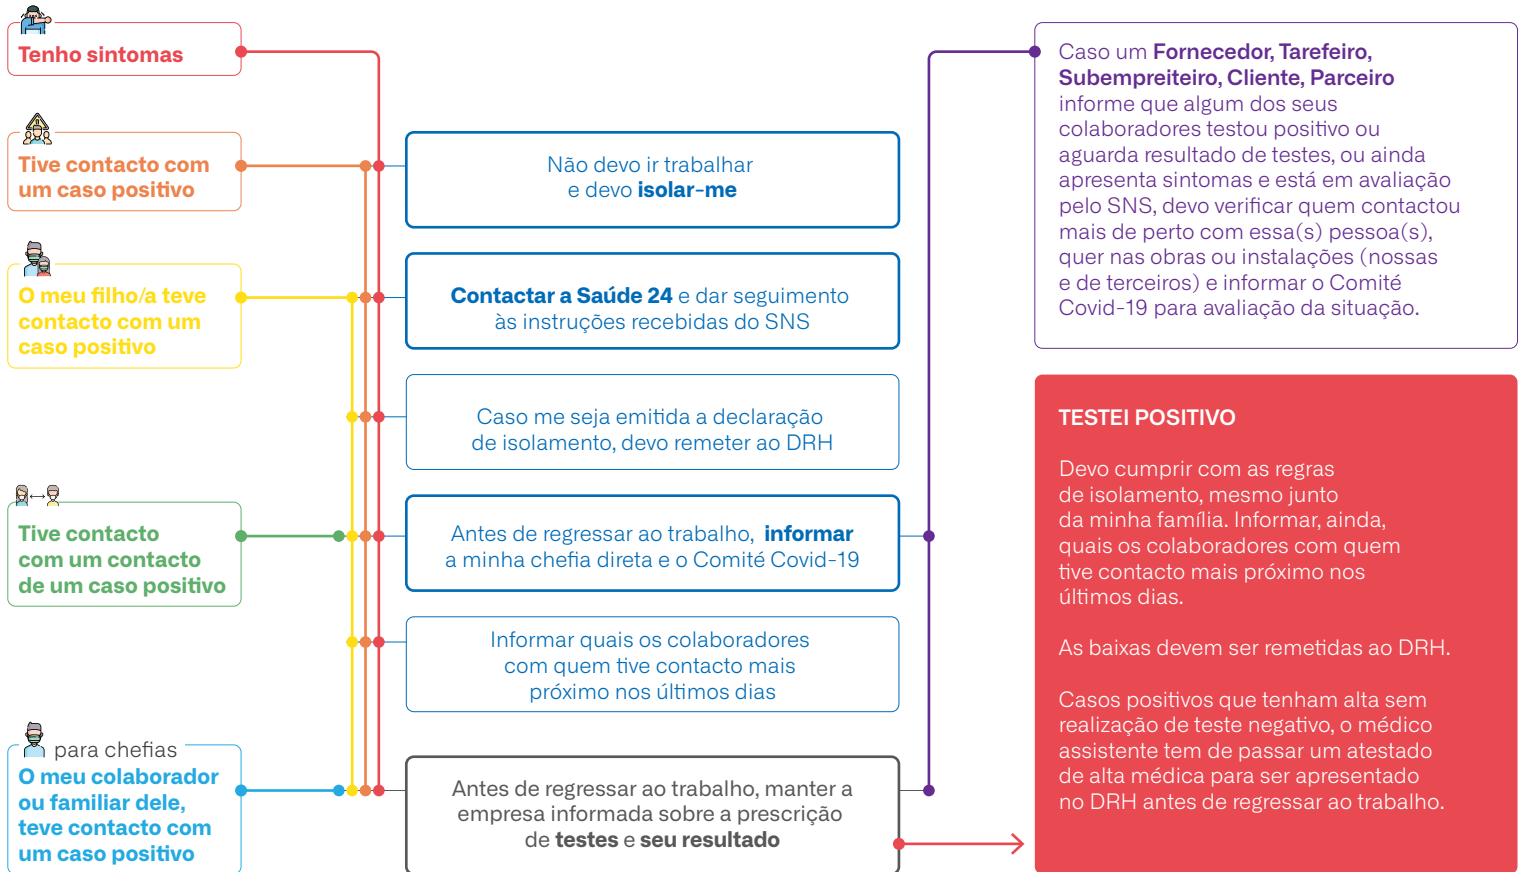 Tenho sintomas
Tive contacto com
um caso positivo
O meu filho/a teve
contacto com um
caso positivo
Tive contacto
com um contacto
de um caso positivo
para chefias
O meu colaborador
ou familiar dele,
teve contacto com
um caso positivo
Não devo ir trabalhar
e devo isolar-me
Contactar a Saúde 24 e dar seguimento
às instruções recebidas do SNS
Caso me seja emitida a declaração
de isolamento, devo remeter ao DRH
Antes de regressar ao trabalho, informar
a minha chefia direta e o Comité Covid-19
Informar quais os colaboradores
com quem tive contacto mais
próximo nos últimos dias
Antes de regressar ao trabalho, manter a
empresa informada sobre a prescrição
de testes e seu resultado
Caso um Fornecedor, Tarefeiro,
Subempreiteiro, Cliente, Parceiro
informe que algum dos seus
colaboradores testou positivo ou
aguarda resultado de testes, ou ainda
apresenta sintomas e está em avaliação
pelo SNS, devo verificar quem contactou
mais de perto com essa(s) pessoa(s),
quer nas obras ou instalações (nossas
e de terceiros) e informar o Comité
Covid-19 para avaliação da situação.
TESTEI POSITIVO
Devo cumprir com as regras
de isolamento, mesmo junto
da minha família. Informar, ainda,
quais os colaboradores com quem
tive contacto mais próximo nos
últimos dias.
As baixas devem ser remetidas ao DRH.
Casos positivos que tenham alta sem
realização de teste negativo, o médico
assistente tem de passar um atestado
de alta médica para ser apresentado
no DRH antes de regressar ao trabalho.